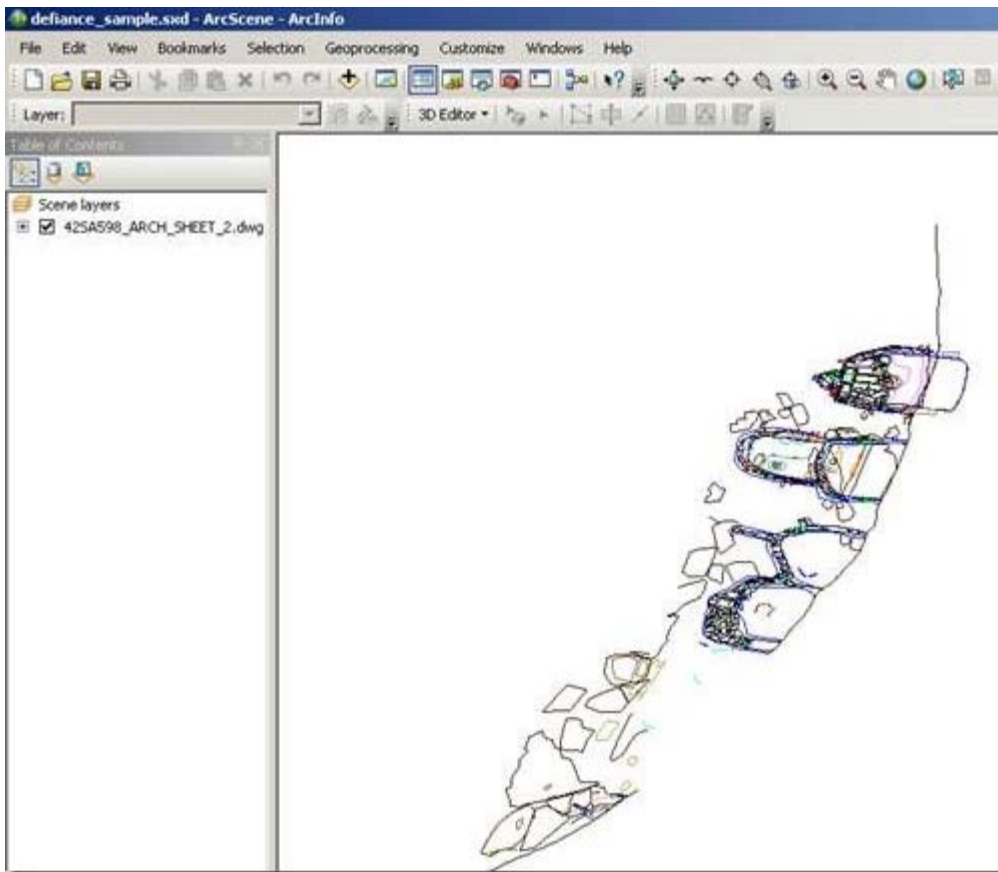 defiance_sample.sxd - ArcScene - ArcInfo
File Edit View Bookmarks Selection Geoprocessing Customize Windows Help
Layer:
3D Editor
Table of Contents
Scene layers
42SA598_ARCH_SHEET_2.dwg